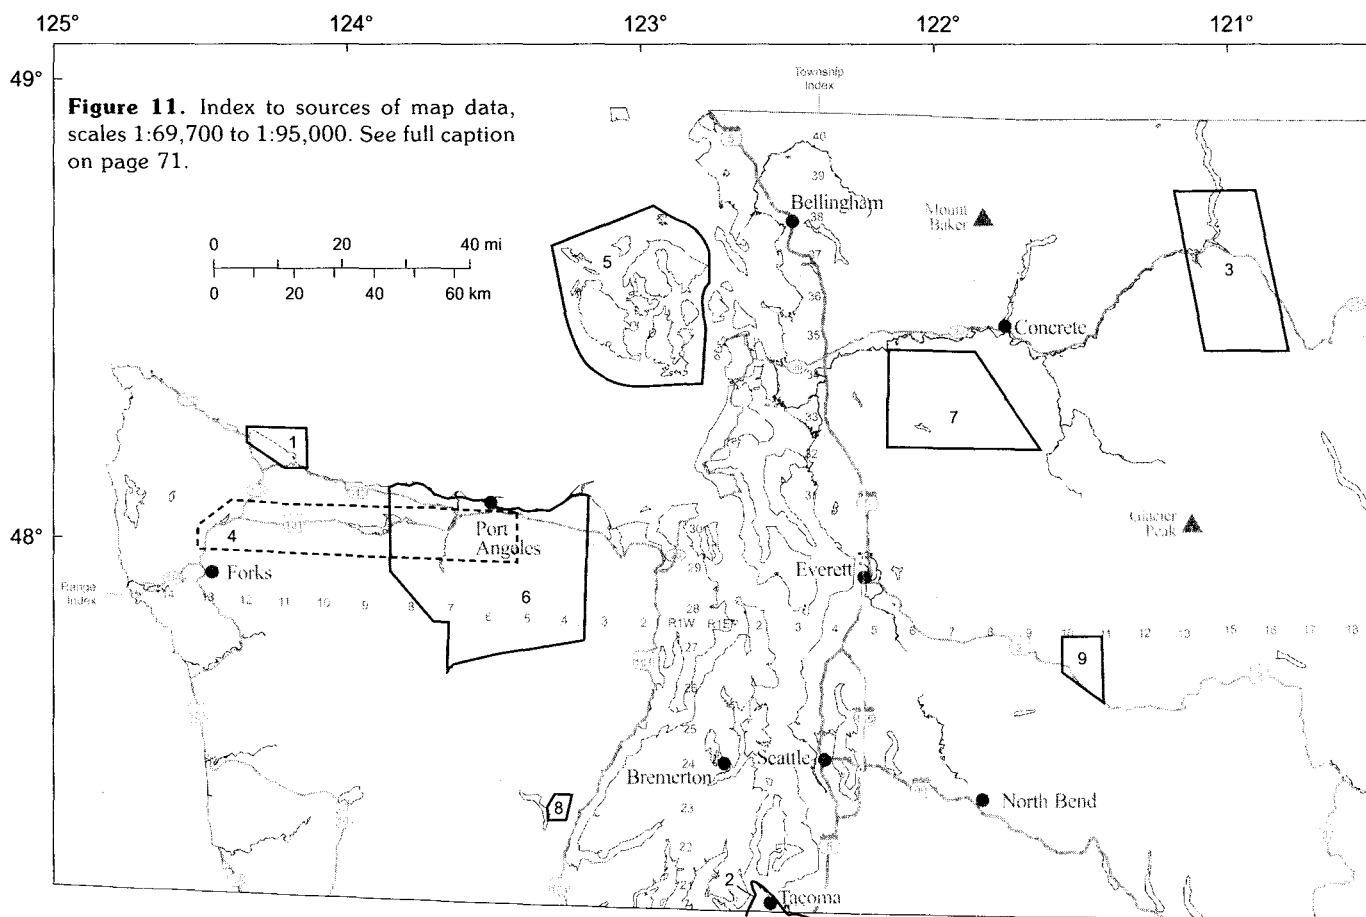 125° 124° 123° 122° 121°
49°
Figure 11. Index to sources of map data,
scales 1:69,700 to 1:95,000. See full caption
on page 71.
Township
Index
0 20 40 mi
0 20 40 60 km
40
39
Bellingham
38
37
36
35
Mount
Baker
3
5
Concrete
34
33
32
31
7
1
48°
4
Port
Angeles
Forks
6
30
29
28
27
26
25
24
23
22
21
Glacier
Peak
Everett
Range
Index
14 13 12 11 10 9 8 7 6 5 4 3 2 R1W R1E 2 3 4 5 6 7 8 9 10 11 12 13 14 15 16 17 18
9
Bremerton
Seattle
North Bend
8
2
Tacoma